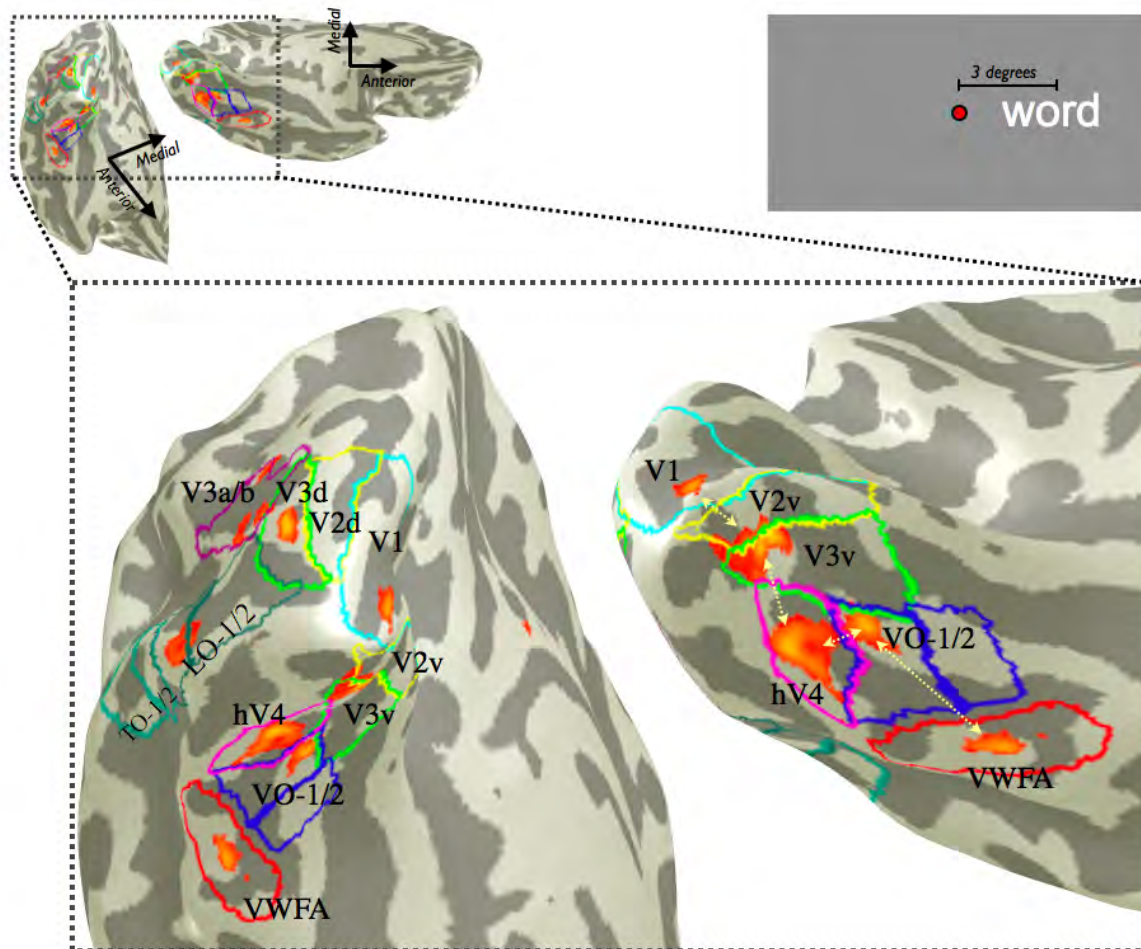 Medial
Anterior
Medial
Anterior
3 degrees
word
V3a/b
V3d
V2d
V1
LO-1/2
TO-1/2
V2v
hV4
V3v
VO-1/2
VWFA
V1
V2v
V3v
VO-1/2
hV4
VWFA